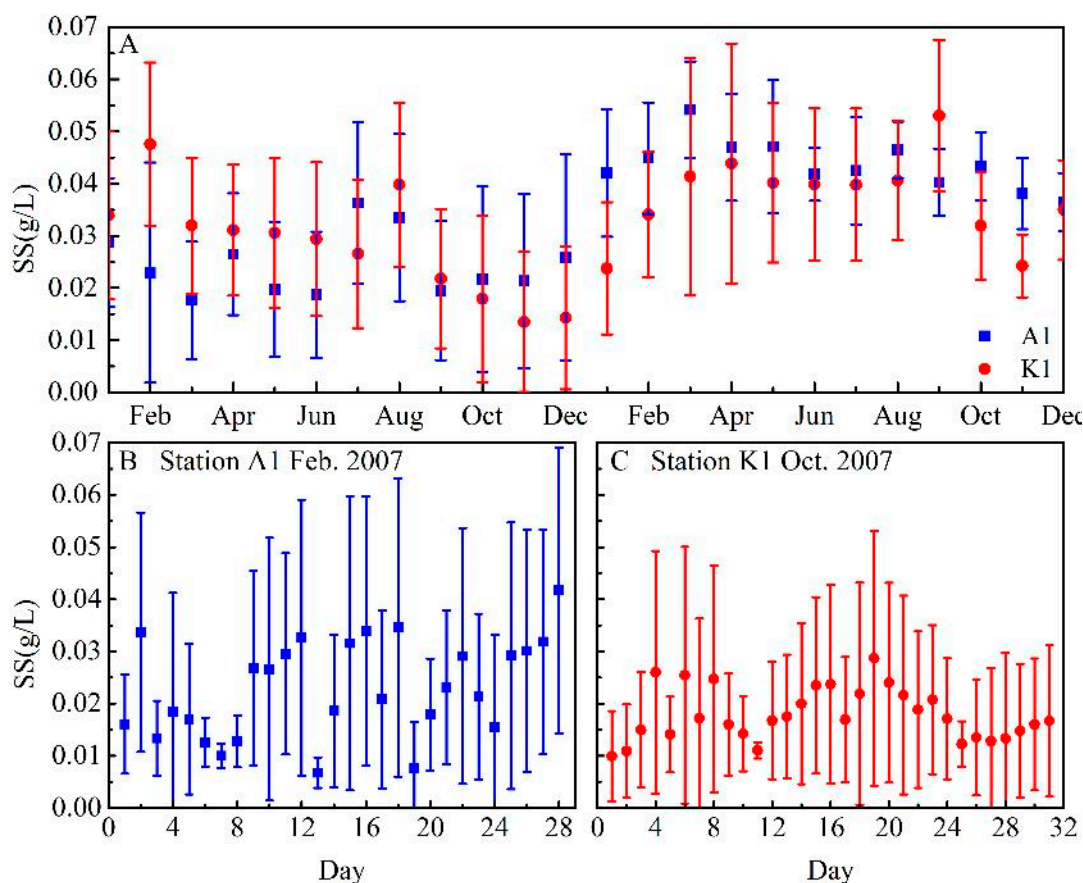 A
0.07
0.06
0.05
0.04
0.03
0.02
0.01
0.00
SS(g/L)
A1
K1
Feb Apr Jun Aug Oct Dec Feb Apr Jun Aug Oct Dec
B Station A1 Feb. 2007
C Station K1 Oct. 2007
0.07
0.06
0.05
0.04
0.03
0.02
0.01
0.00
SS(g/L)
0 4 8 12 16 20 24 28
0 4 8 12 16 20 24 28 32
Day
Day